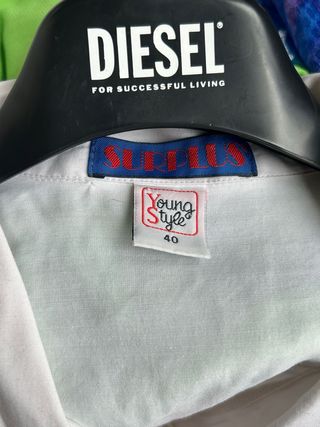 DIESEL®
FOR SUCCESSFUL LIVING
SURPLUS
Young
Style
40